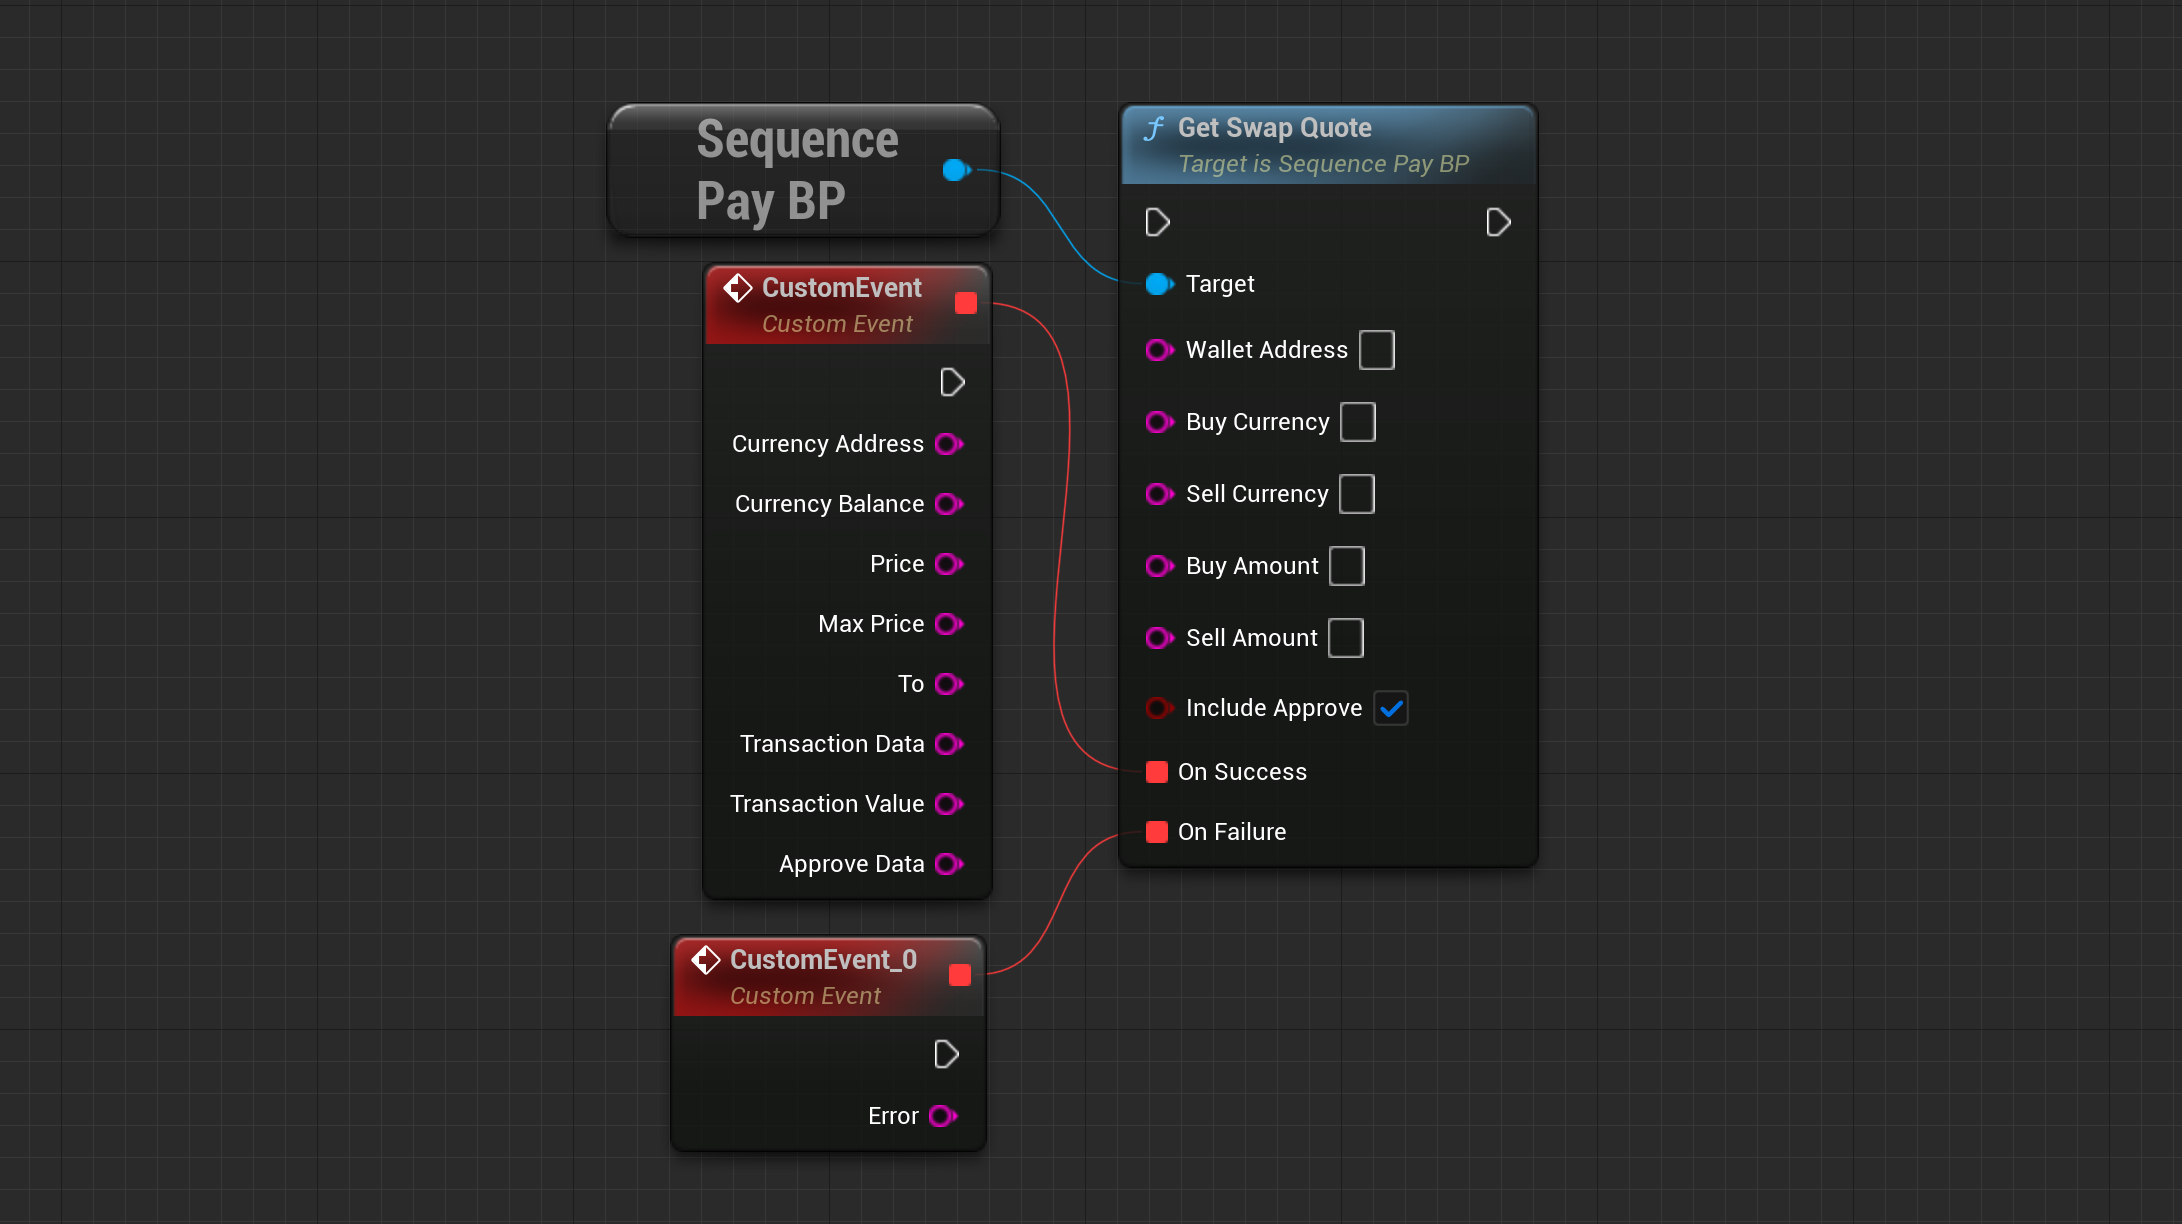 Sequence
Pay BP
CustomEvent
Custom Event
Currency Address
Currency Balance
Price
Max Price
To
Transaction Data
Transaction Value
Approve Data
CustomEvent_0
Custom Event
Error
f Get Swap Quote
Target is Sequence Pay BP
Target
Wallet Address
Buy Currency
Sell Currency
Buy Amount
Sell Amount
Include Approve
On Success
On Failure